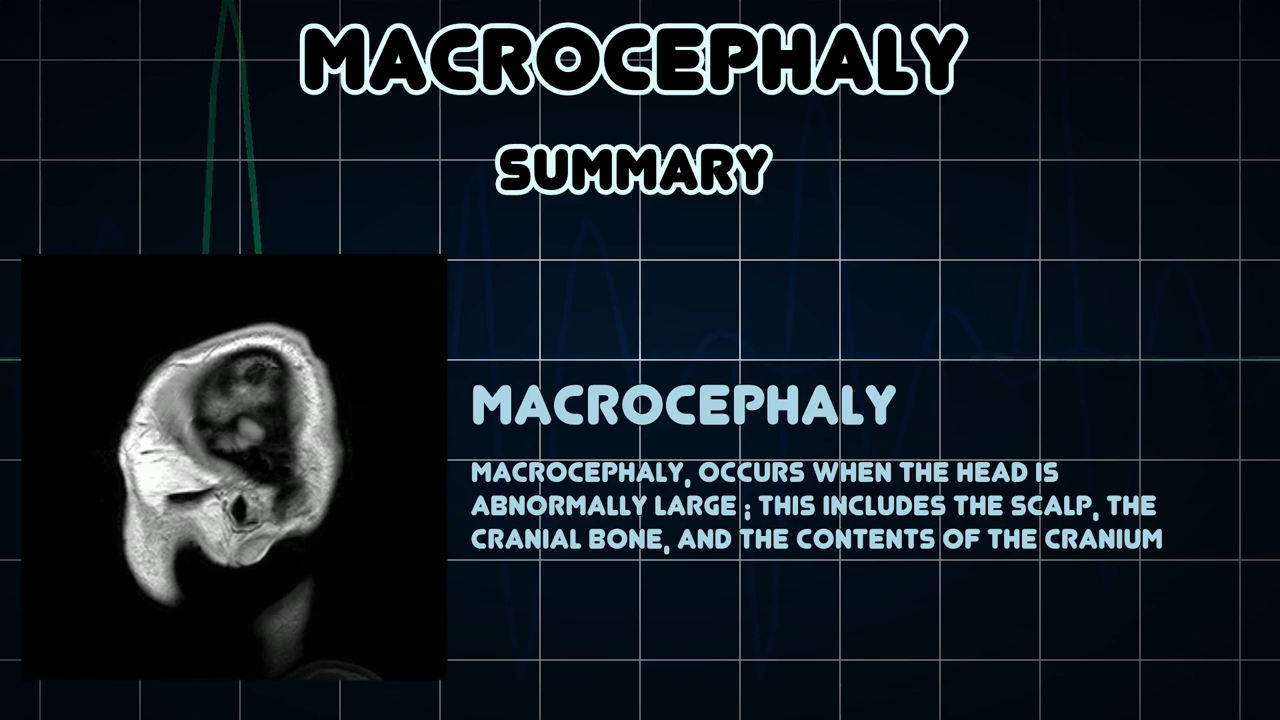 MACROCEPHALY
SUMMARY
MACROCEPHALY
MACROCEPHALY, OCCURS WHEN THE HEAD IS
ABNORMALLY LARGE ; THIS INCLUDES THE SCALP, THE
CRANIAL BONE, AND THE CONTENTS OF THE CRANIUM